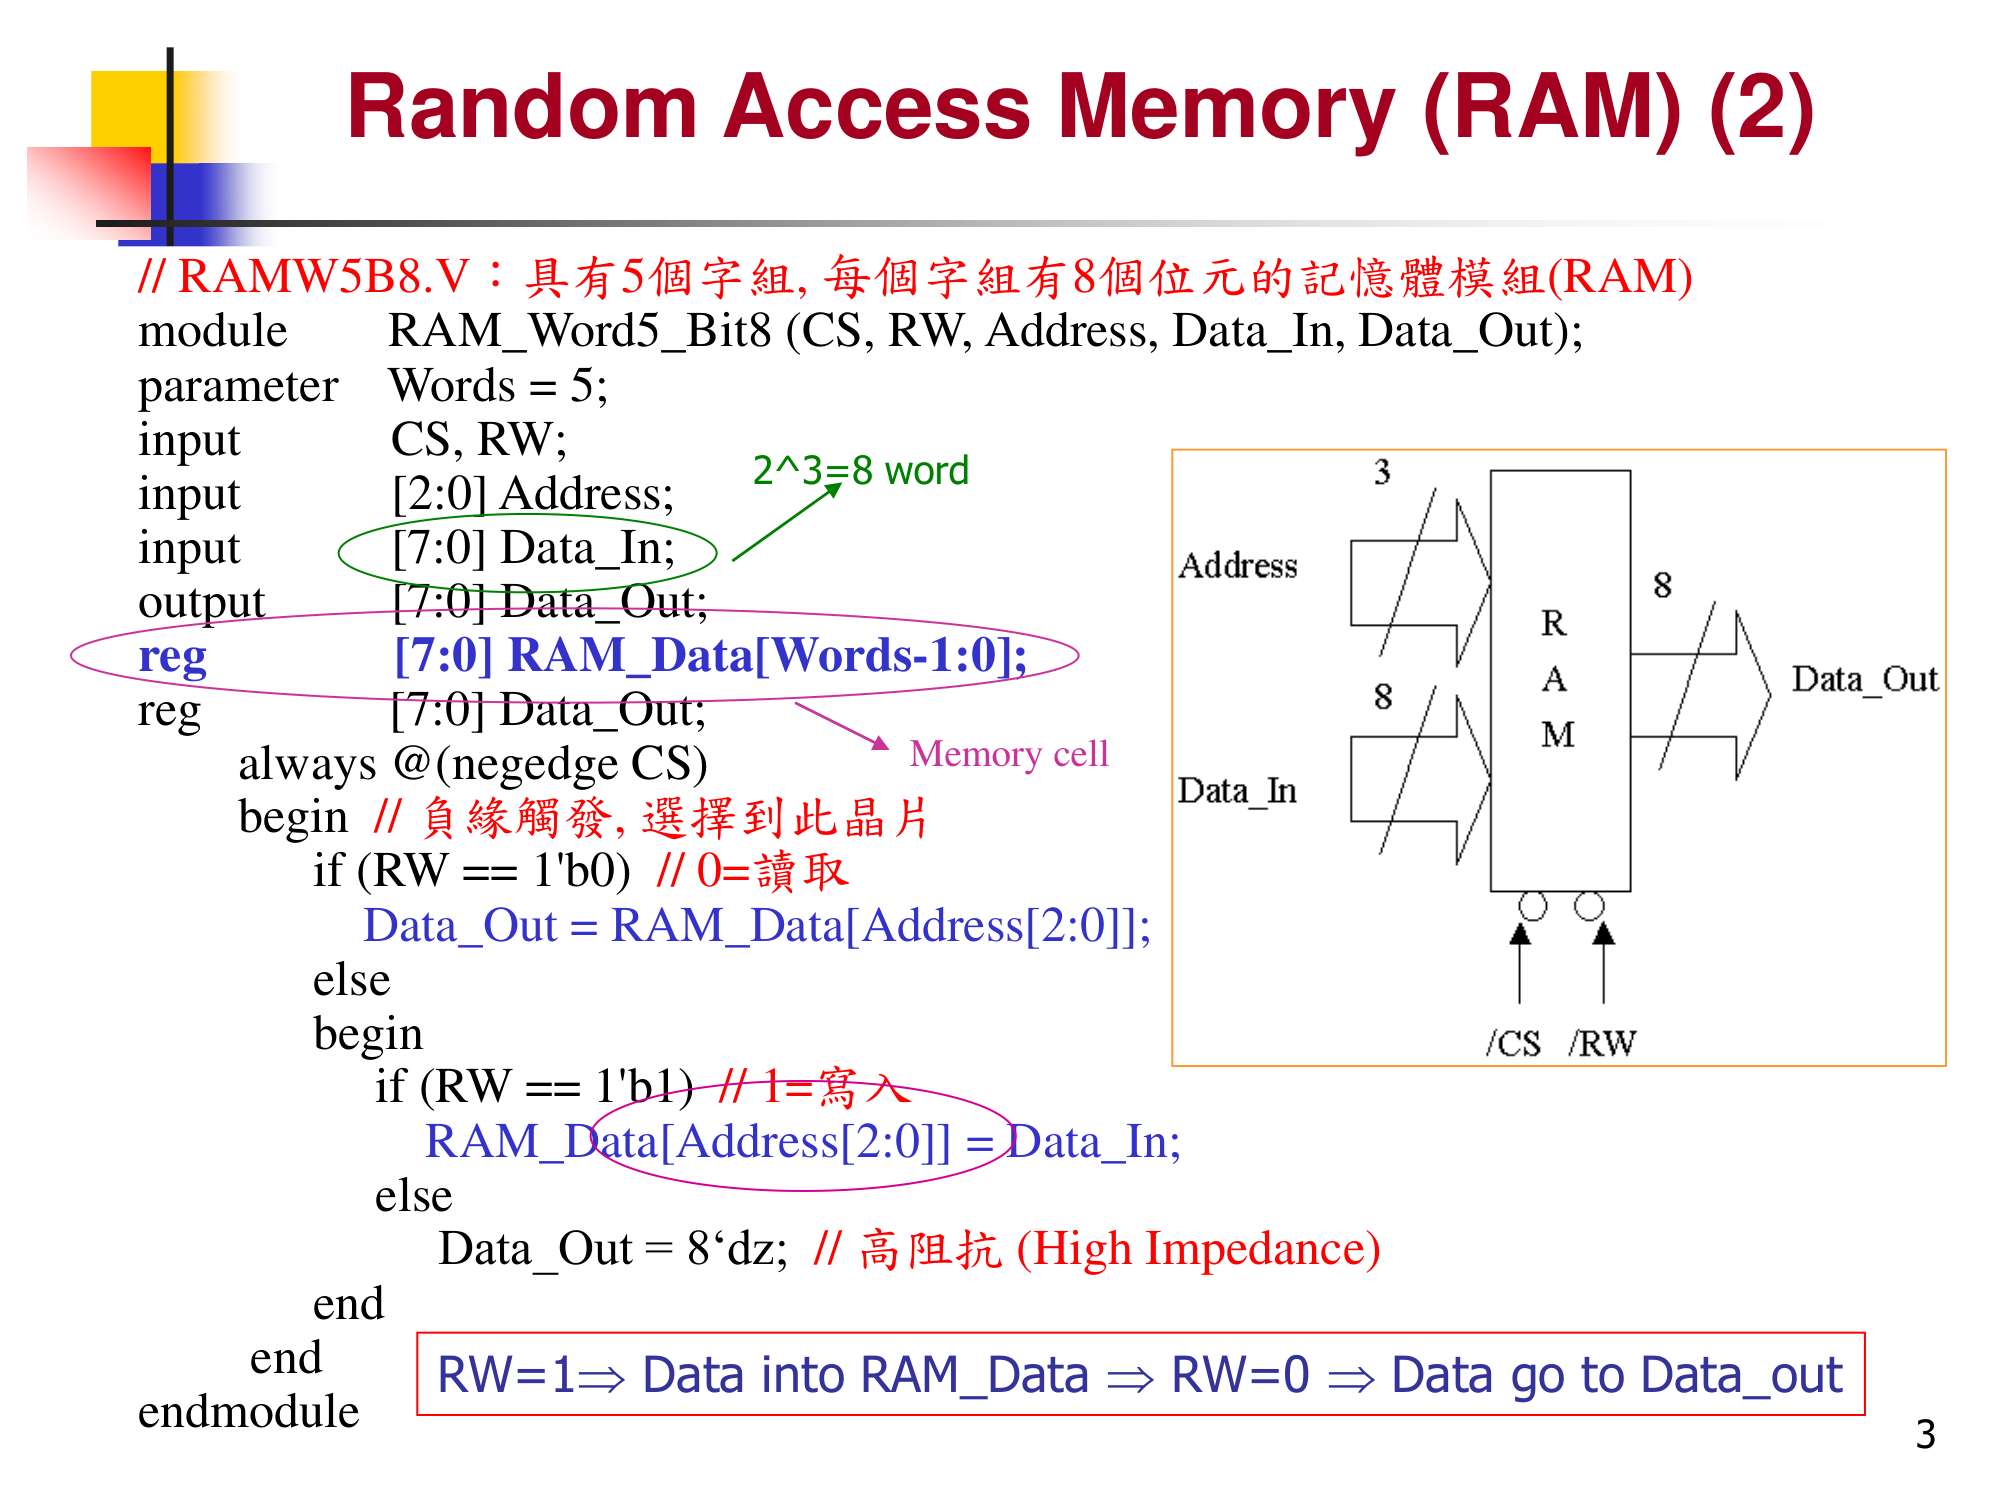 Random Access Memory (RAM) (2)
// RAMW5B8.V：具有5個字組, 每個字組有8個位元的記憶體模組(RAM)
module RAM_Word5_Bit8 (CS, RW, Address, Data_In, Data_Out);
parameter Words = 5;
input CS, RW;
input [2:0] Address;
2^3=8 word
input [7:0] Data_In;
output [7:0] Data_Out;
reg [7:0] RAM_Data[Words-1:0];
reg [7:0] Data_Out;
Memory cell
always @(negedge CS)
begin // 負緣觸發, 選擇到此晶片
if (RW == 1'b0) // 0=讀取
Data_Out = RAM_Data[Address[2:0]];
else
begin
if (RW == 1'b1) // 1=寫入
RAM_Data[Address[2:0]] = Data_In;
else
Data_Out = 8‘dz; // 高阻抗 (High Impedance)
end
end
endmodule
3
Address
8
R
A
M
Data_Out
8
Data_In
/CS /RW
RW=1⇒ Data into RAM_Data ⇒ RW=0 ⇒ Data go to Data_out
3